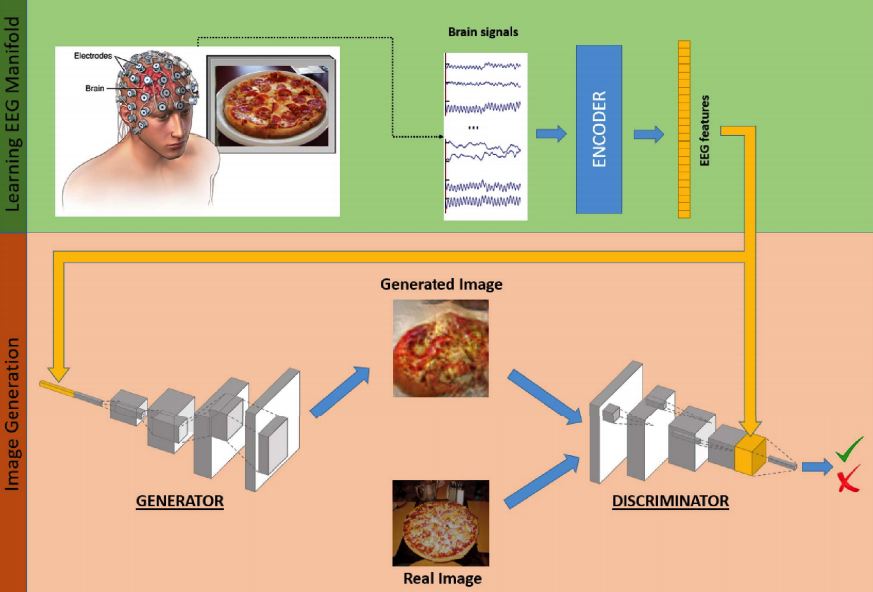 Learning EEG Manifold
Electrodes
Brain
Brain signals
...
ENCODER
EEG features
Image Generation
Generated Image
GENERATOR
DISCRIMINATOR
Real Image